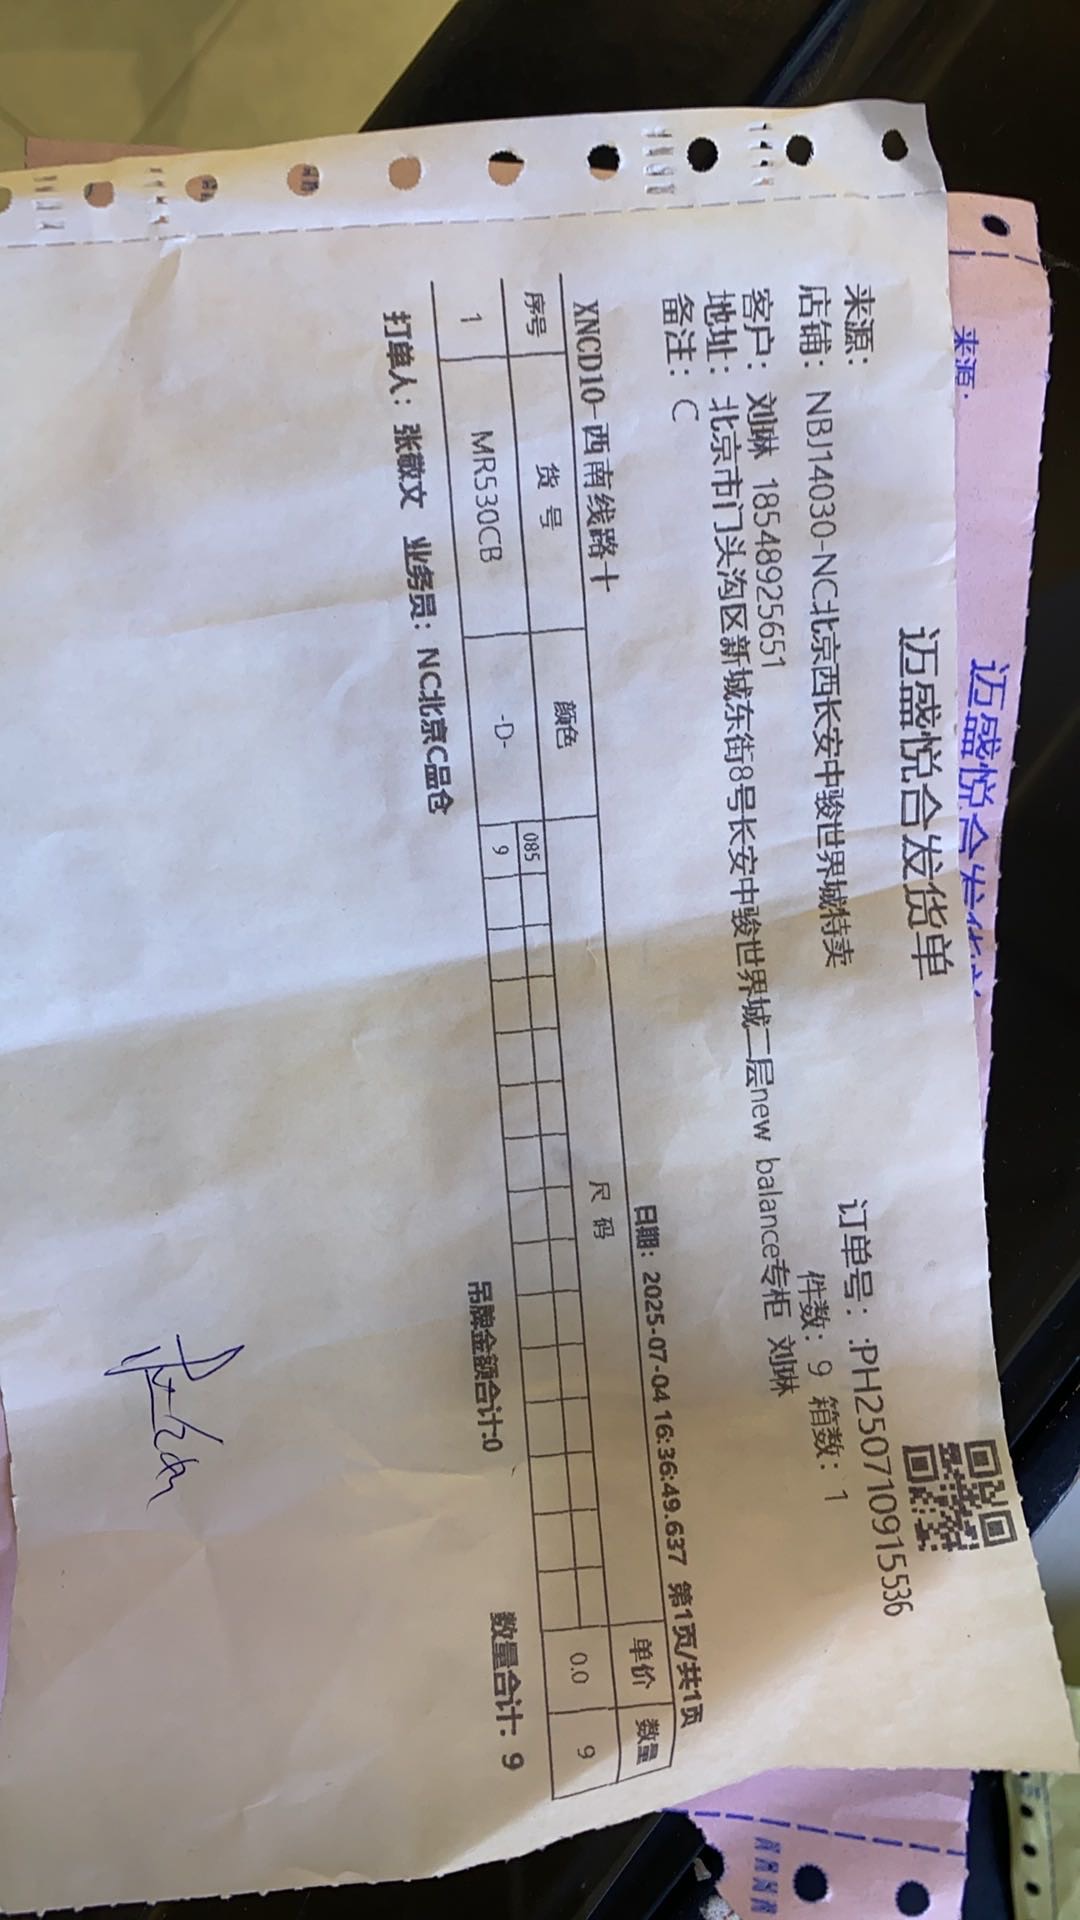 迈盛悦合发货单
来源:
订单号: :PH250710915536
店铺: NBJ14030-NC北京西长安中骏世界城特卖
件数: 9 箱数: 1
客户: 刘琳 18548925651
地址: 北京市门头沟区新城东街8号长安中骏世界城二层new balance专柜 刘琳
备注: C
XNCD10-西南线路十
日期: 2025-07-04 16:36:49.637 第1页/共1页
序号 货号 颜色 尺码 单价 数量
085
1 MR530CB -D- 9 0.0 9
吊牌金额合计:0 数量合计: 9
打单人: 张敬文 业务员: NC北京C品仓
来源:
迈盛悦合发货单